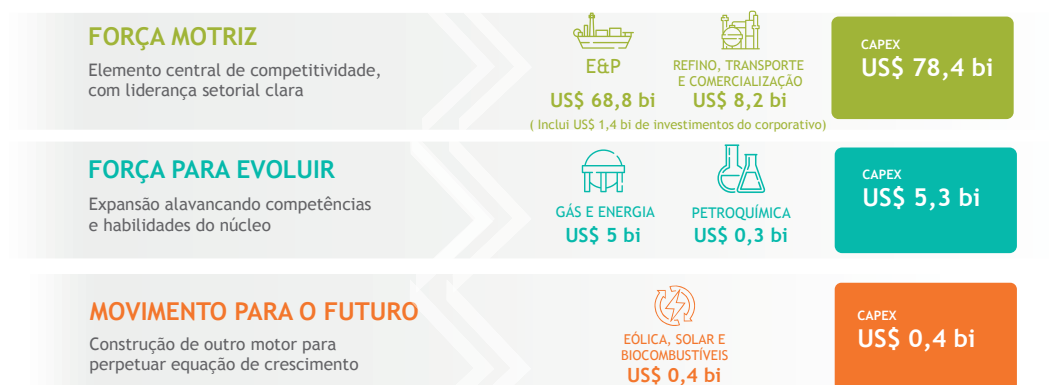 FORÇA MOTRIZ
Elemento central de competitividade,
com liderança setorial clara
E&P
US$ 68,8 bi
REFINO, TRANSPORTE
E COMERCIALIZAÇÃO
US$ 8,2 bi
( Inclui US$ 1,4 bi de investimentos do corporativo)
CAPEX
US$ 78,4 bi
FORÇA PARA EVOLUIR
Expansão alavancando competências
e habilidades do núcleo
GÁS E ENERGIA
US$ 5 bi
PETROQUÍMICA
US$ 0,3 bi
CAPEX
US$ 5,3 bi
MOVIMENTO PARA O FUTURO
Construção de outro motor para
perpetuar equação de crescimento
EÓLICA, SOLAR E
BIOCOMBUSTÍVEIS
US$ 0,4 bi
CAPEX
US$ 0,4 bi